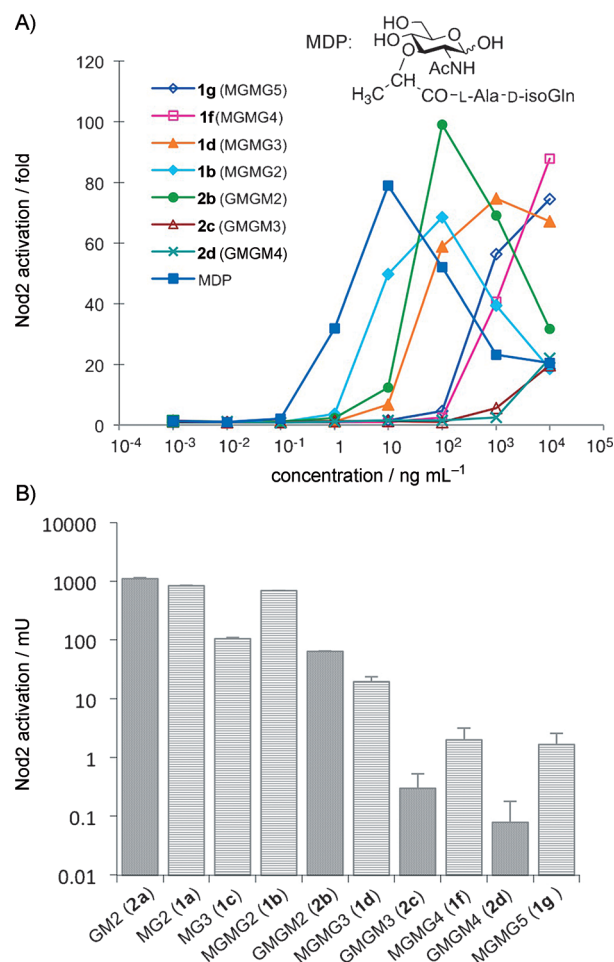 A)
MDP:
HO
HO
O
OH
O
AcNH
H₃C
CO–L-Ala-D-isoGln
Nod2 activation / fold
120
100
80
60
40
20
0
1g (MGMG5)
1f (MGMG4)
1d (MGMG3)
1b (MGMG2)
2b (GMGM2)
2c (GMGM3)
2d (GMGM4)
MDP
10⁻⁴ 10⁻³ 10⁻² 10⁻¹ 1 10 10² 10³ 10⁴ 10⁵
concentration / ng mL⁻¹
B)
Nod2 activation / mU
10000
1000
100
10
1
0.1
0.01
GM2 (2a)
MG2 (1a)
MG3 (1c)
MGMG2 (1b)
GMGM2 (2b)
MGMG3 (1d)
GMGM3 (2c)
MGMG4 (1f)
GMGM4 (2d)
MGMG5 (1g)